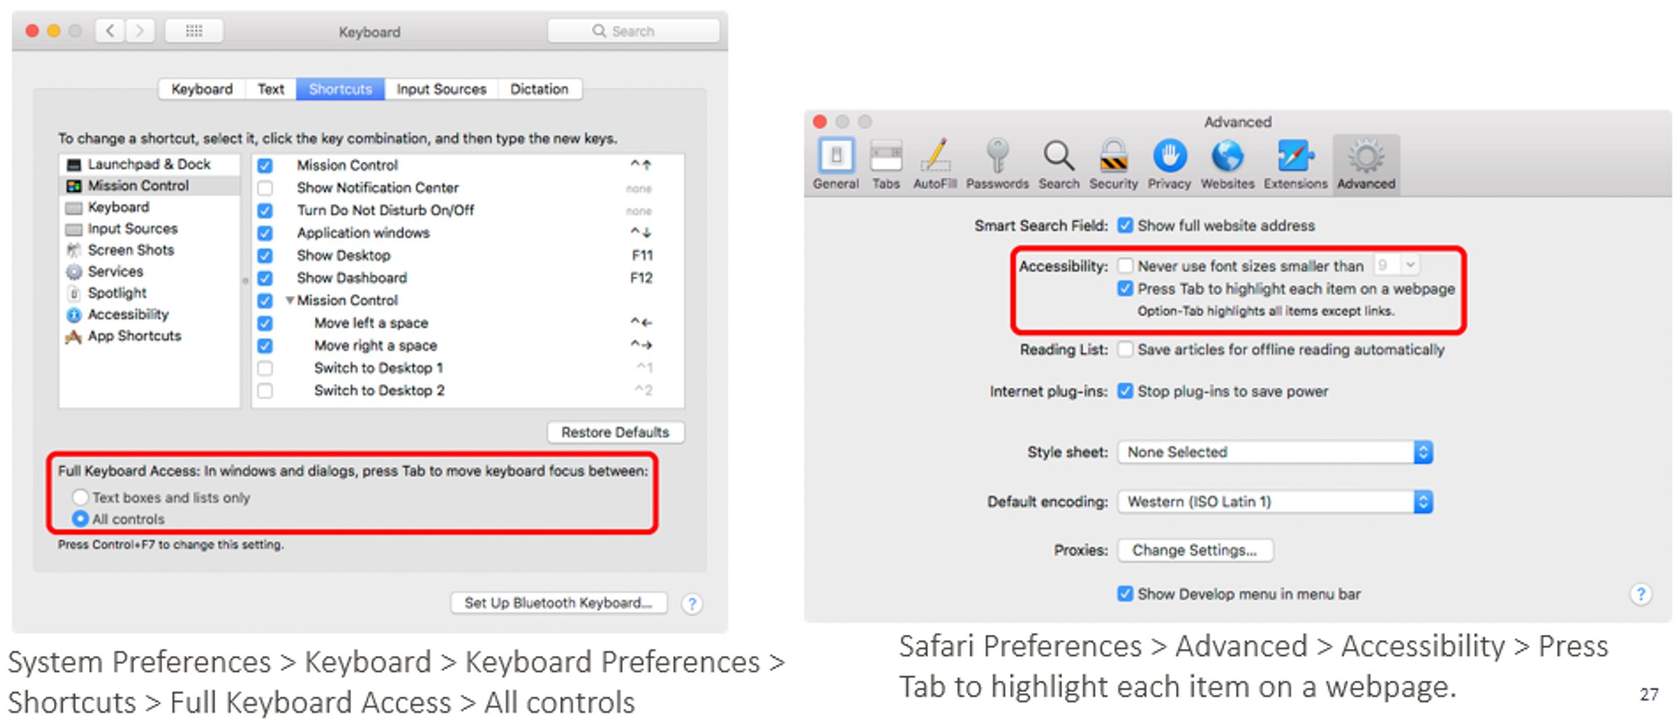 Keyboard
Search
Keyboard Text Shortcuts Input Sources Dictation
To change a shortcut, select it, click the key combination, and then type the new keys.
Launchpad & Dock
Mission Control
Keyboard
Input Sources
Screen Shots
Services
Spotlight
Accessibility
App Shortcuts
Mission Control ^↑
Show Notification Center none
Turn Do Not Disturb On/Off none
Application windows ^↓
Show Desktop F11
Show Dashboard F12
Mission Control
Move left a space ^←
Move right a space ^→
Switch to Desktop 1 ^1
Switch to Desktop 2 ^2
Restore Defaults
Full Keyboard Access: In windows and dialogs, press Tab to move keyboard focus between:
Text boxes and lists only
All controls
Press Control+F7 to change this setting.
Set Up Bluetooth Keyboard... ?
System Preferences > Keyboard > Keyboard Preferences >
Shortcuts > Full Keyboard Access > All controls
Advanced
General Tabs AutoFill Passwords Search Security Privacy Websites Extensions Advanced
Smart Search Field: Show full website address
Accessibility: Never use font sizes smaller than 9
Press Tab to highlight each item on a webpage
Option-Tab highlights all items except links.
Reading List: Save articles for offline reading automatically
Internet plug-ins: Stop plug-ins to save power
Style sheet: None Selected
Default encoding: Western (ISO Latin 1)
Proxies: Change Settings...
Show Develop menu in menu bar
?
Safari Preferences > Advanced > Accessibility > Press
Tab to highlight each item on a webpage.
27